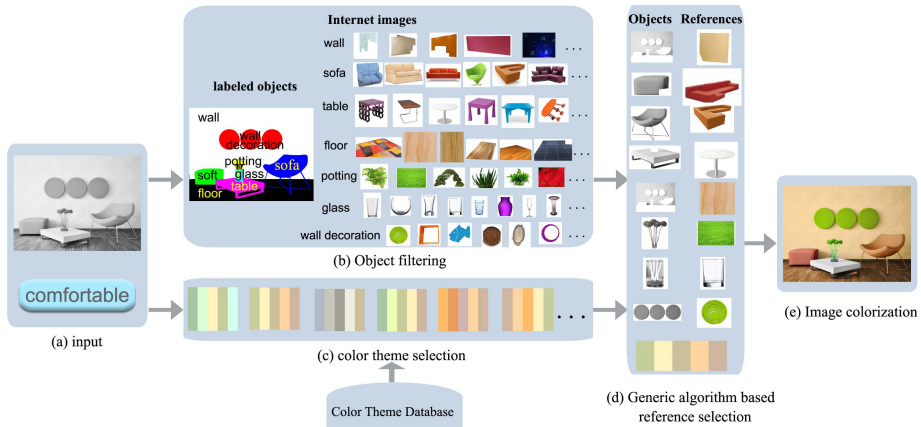 comfortable
(a) input
labeled objects
wall
wall
decoration
potting
glass
sofa
soft
table
floor
Internet images
wall
...
sofa
...
table
...
floor
...
potting
...
glass
...
wall decoration
...
(b) Object filtering
...
(c) color theme selection
Color Theme Database
Objects References
(d) Generic algorithm based
reference selection
(e) Image colorization